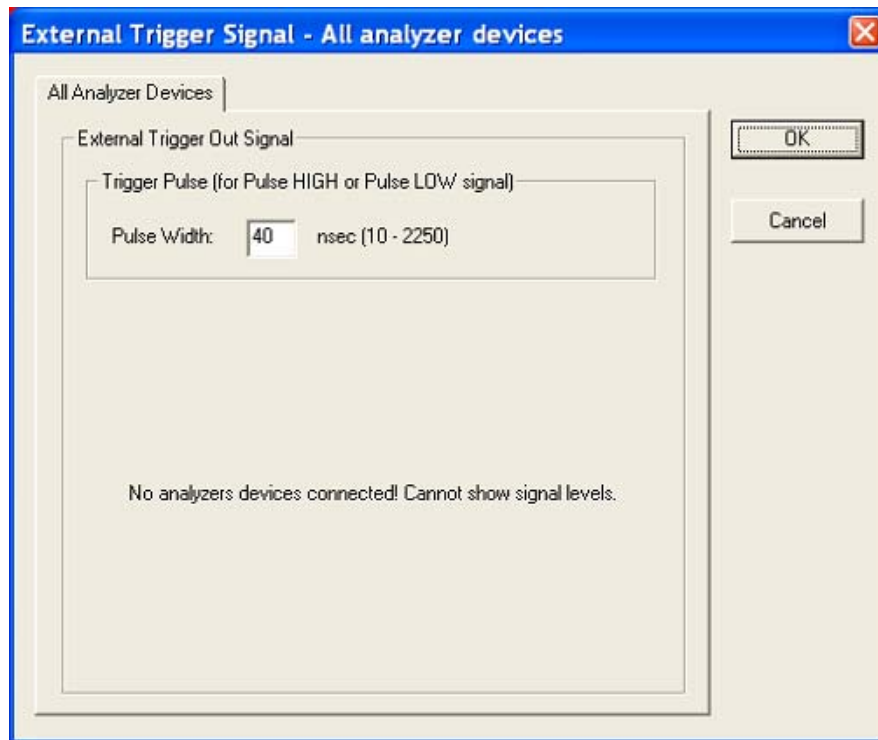 External Trigger Signal - All analyzer devices
All Analyzer Devices
External Trigger Out Signal
Trigger Pulse (for Pulse HIGH or Pulse LOW signal)
Pulse Width: 40 nsec (10 - 2250)
No analyzers devices connected! Cannot show signal levels.
OK
Cancel